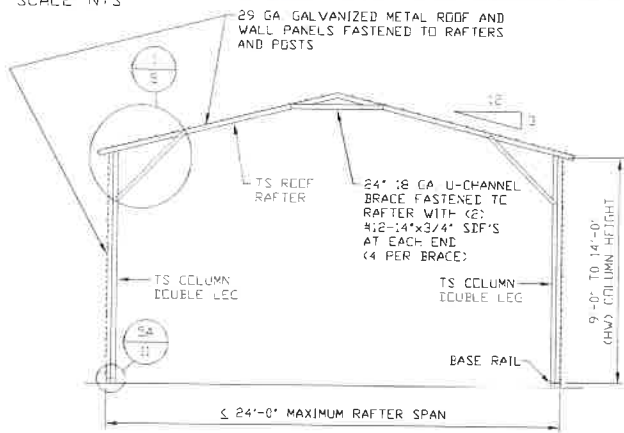 SCALE NTS
29 GA. GALVANIZED METAL ROOF AND
WALL PANELS FASTENED TO RAFTERS
AND POSTS
12
3
TS ROOF
RAFTER
24" 18 GA. U-CHANNEL
BRACE FASTENED TO
RAFTER WITH (2)
#12-14"x3/4" SDF'S
AT EACH END
(4 PER BRACE)
TS COLUMN
DOUBLE LEG
TS COLUMN
DOUBLE LEG
9'-0" TO 14'-0"
(HW) COLUMN HEIGHT
5A
11
BASE RAIL
≤ 24'-0" MAXIMUM RAFTER SPAN